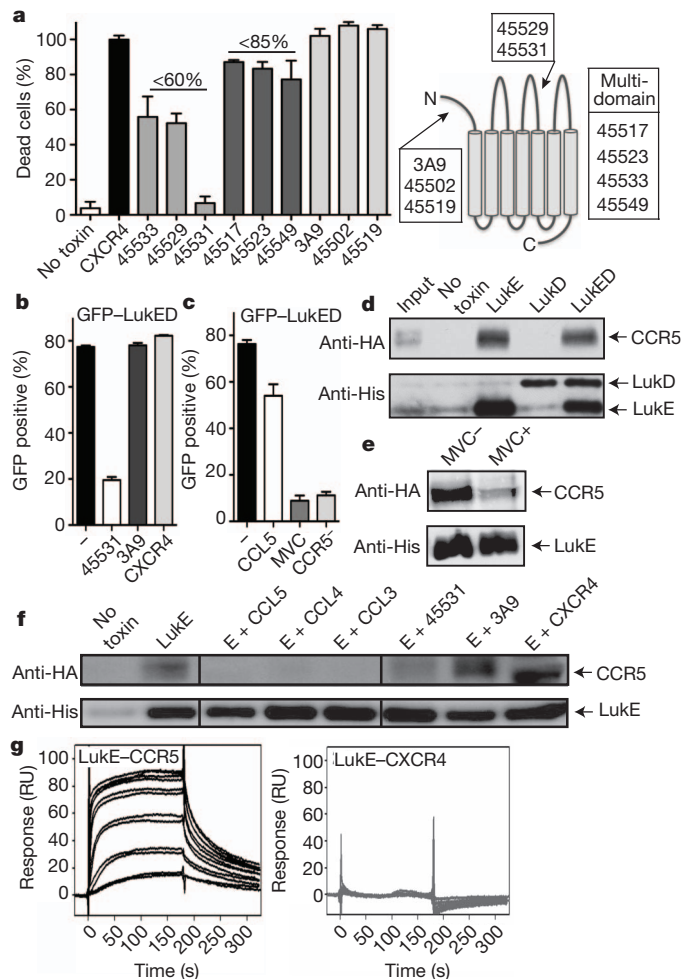 a
Dead cells (%)
100
80
60
40
20
0
<60%
<85%
No toxin
CXCR4
45533
45529
45531
45517
45523
45549
3A9
45502
45519
45529
45531
N
C
3A9
45502
45519
Multi-
domain
45517
45523
45533
45549
b
GFP–LukED
GFP positive (%)
80
60
40
20
0
–
45531
3A9
CXCR4
c
GFP–LukED
GFP positive (%)
80
60
40
20
0
–
CCL5
MVC
CCR5–
d
Input
No
toxin
LukE
LukD
LukED
Anti-HA
CCR5
Anti-His
LukD
LukE
e
MVC–
MVC+
Anti-HA
CCR5
Anti-His
LukE
f
No
toxin
LukE
E + CCL5
E + CCL4
E + CCL3
E + 45531
E + 3A9
E + CXCR4
Anti-HA
CCR5
Anti-His
LukE
g
LukE–CCR5
Response (RU)
100
80
60
40
20
0
0
50
100
150
200
250
300
Time (s)
LukE–CXCR4
Response (RU)
100
80
60
40
20
0
0
50
100
150
200
250
300
Time (s)